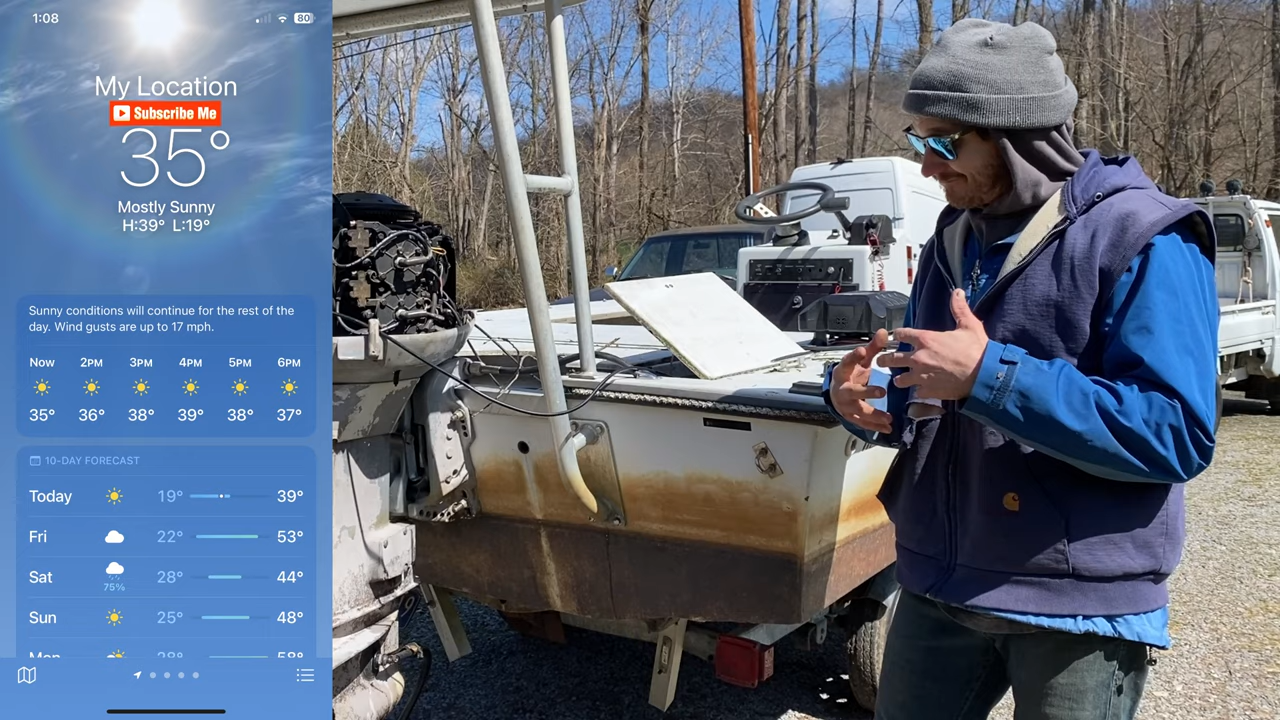 1:08
80
My Location
Subscribe Me
35°
Mostly Sunny
H:39° L:19°
Sunny conditions will continue for the rest of the
day. Wind gusts are up to 17 mph.
Now 2PM 3PM 4PM 5PM 6PM
35° 36° 38° 39° 38° 37°
10-DAY FORECAST
Today 19° 39°
Fri 22° 53°
Sat 75% 28° 44°
Sun 25° 48°
Mon 28° 58°